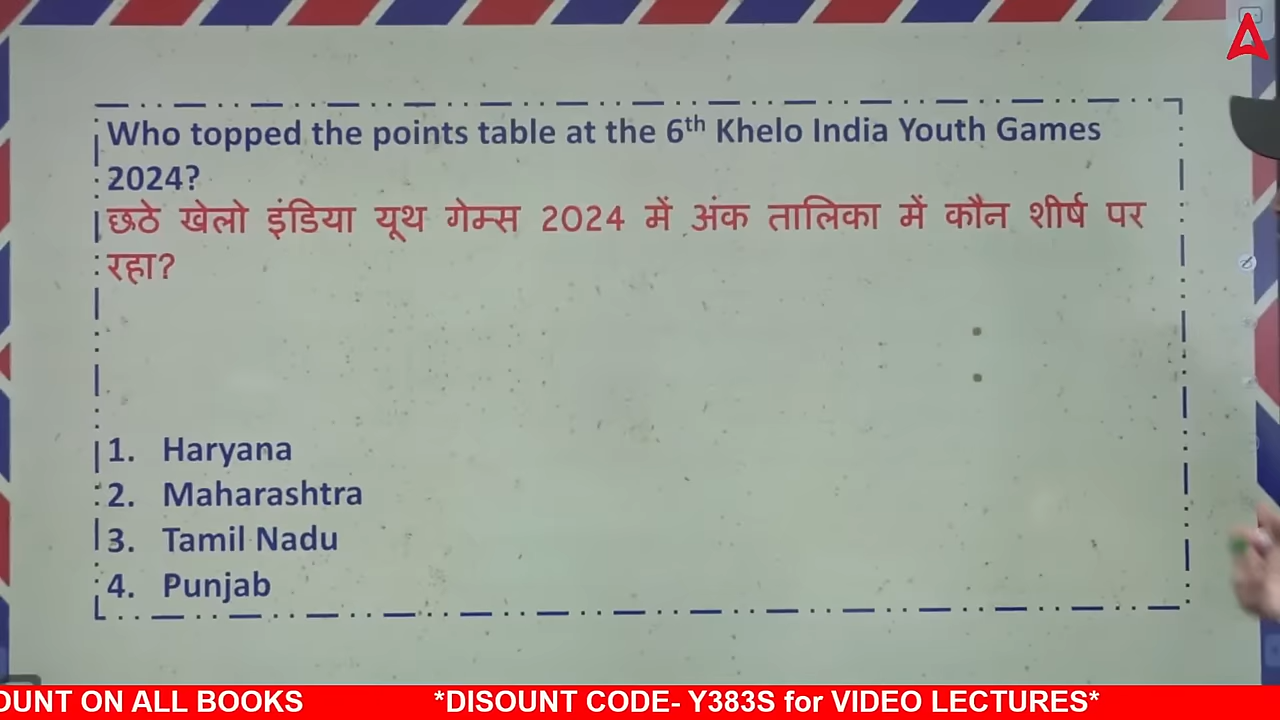 Who topped the points table at the 6th Khelo India Youth Games
2024?
छठे खेलो इंडिया यूथ गेम्स 2024 में अंक तालिका में कौन शीर्ष पर
रहा?
1. Haryana
2. Maharashtra
3. Tamil Nadu
4. Punjab
OUNT ON ALL BOOKS *DISOUNT CODE- Y383S for VIDEO LECTURES*